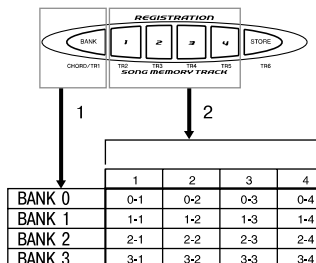 REGISTRATION
BANK 1 2 3 4 STORE
CHORD/TR1 TR2 TR3 TR4 TR5 TR6
SONG MEMORY TRACK
1 2
1 2 3 4
BANK 0 0-1 0-2 0-3 0-4
BANK 1 1-1 1-2 1-3 1-4
BANK 2 2-1 2-2 2-3 2-4
BANK 3 3-1 3-2 3-3 3-4